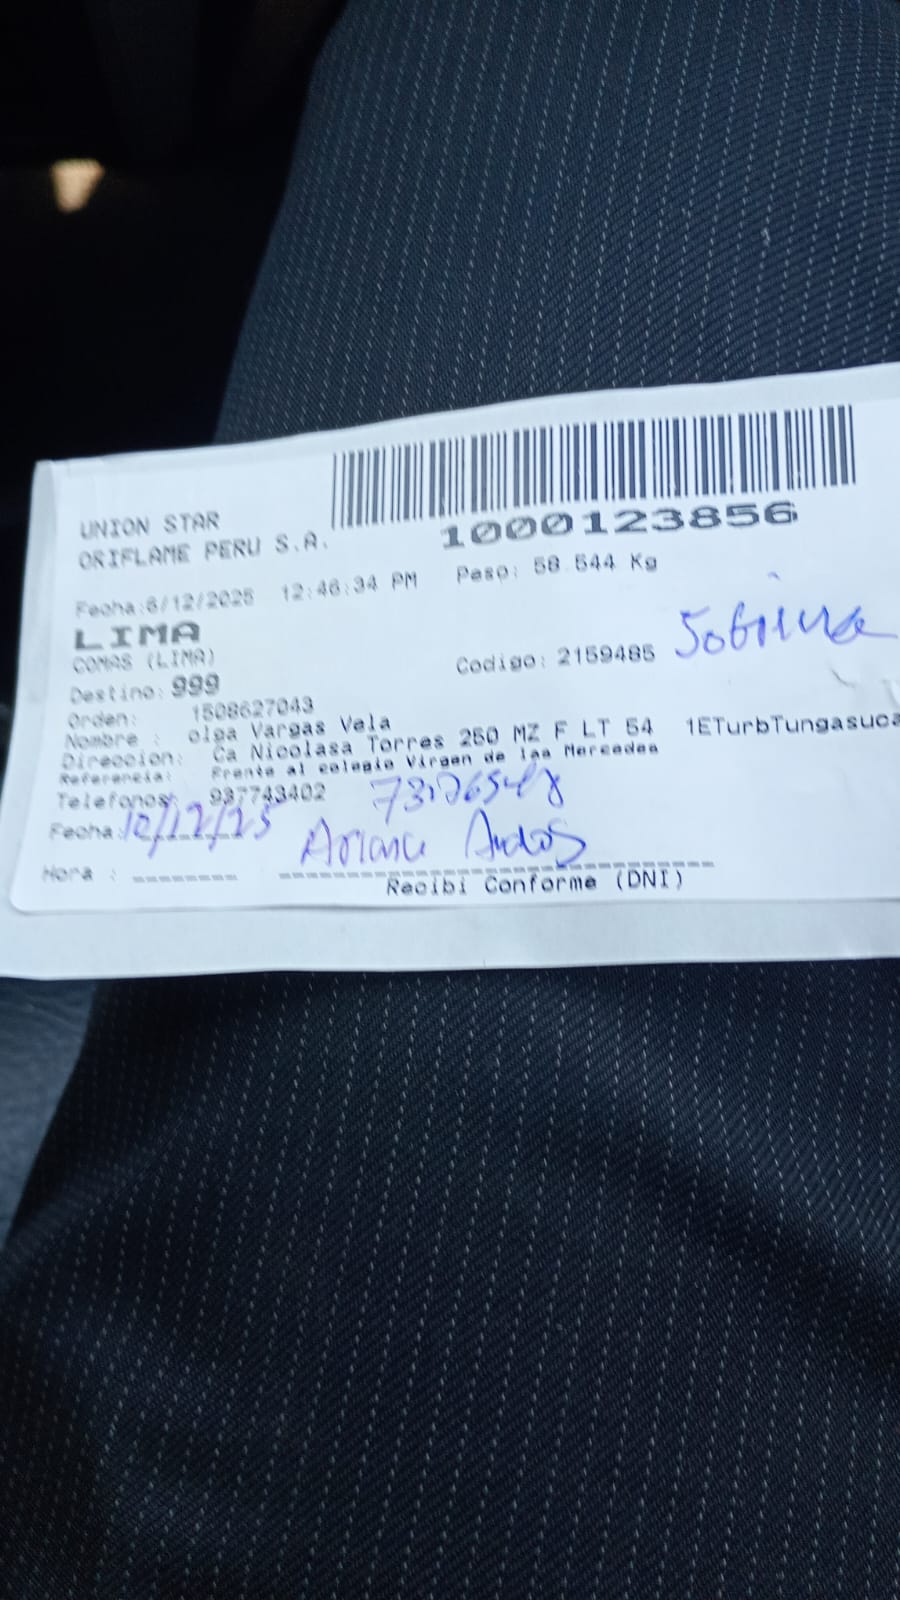 UNION STAR
ORIFLAME PERU S.A.
1000123856
Fecha:6/12/2025 12:46:34 PM Peso: 58.544 Kg
LIMA
COMAS (LIMA)
Destino: 999 Codigo: 2159485 Sobrina
Orden: 1508627043
Nombre : olga Vargas Vela
Direccion: Ca Nicolasa Torres 250 MZ F LT 54 1ETurbTungasuca
Referencia: Frente al colegio Virgen de las Mercedes
Telefonos: 937743402
Fecha: 10/12/25
Ariana
Hora :
Recibi Conforme (DNI)